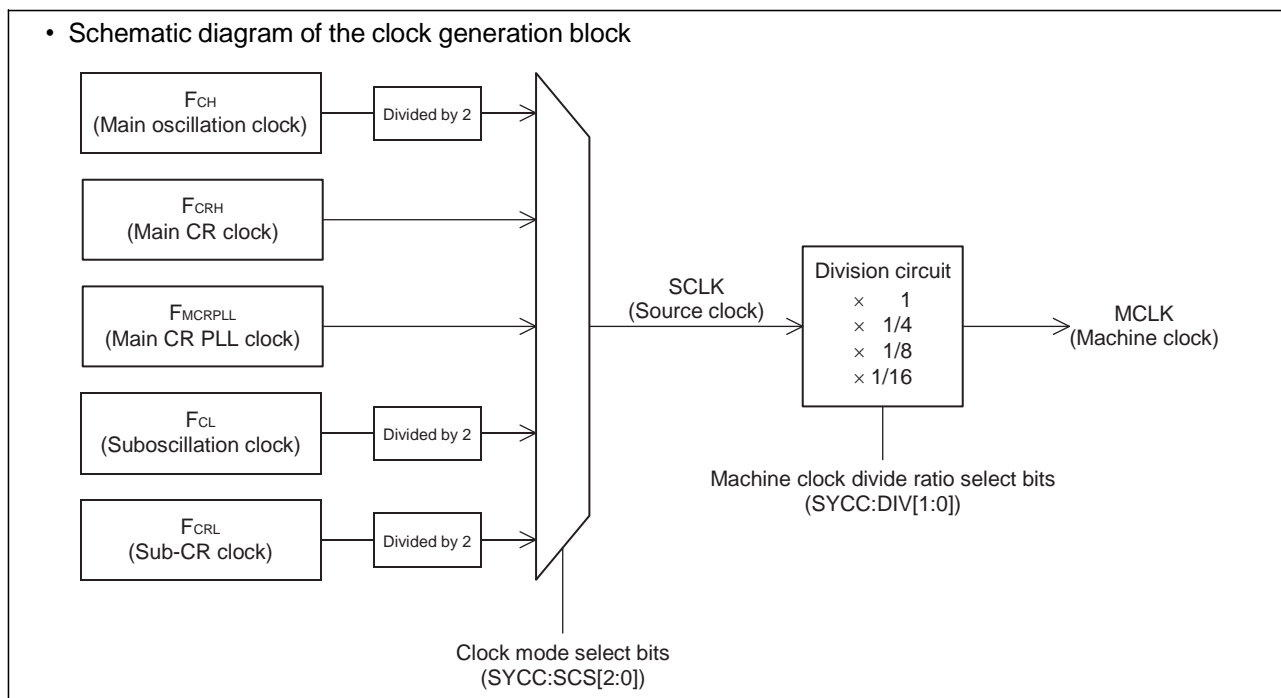 • Schematic diagram of the clock generation block
FCH
(Main oscillation clock)
Divided by 2
FCRH
(Main CR clock)
FMCRPLL
(Main CR PLL clock)
FCL
(Suboscillation clock)
Divided by 2
FCRL
(Sub-CR clock)
Divided by 2
SCLK
(Source clock)
Division circuit
× 1
× 1/4
× 1/8
× 1/16
MCLK
(Machine clock)
Machine clock divide ratio select bits
(SYCC:DIV[1:0])
Clock mode select bits
(SYCC:SCS[2:0])